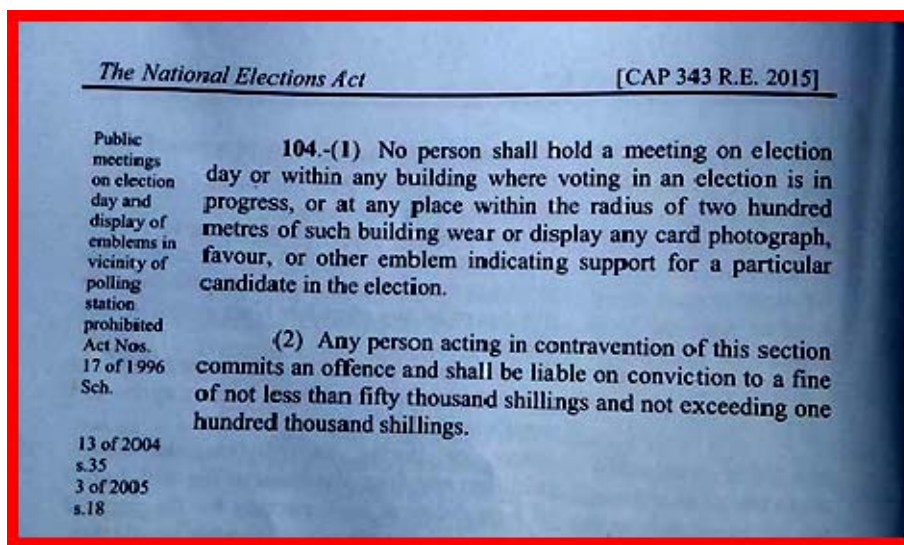 The National Elections Act [CAP 343 R.E. 2015]
Public
meetings
on election
day and
display of
emblems in
vicinity of
polling
station
prohibited
Act Nos.
17 of 1996
Sch.
13 of 2004
s.35
3 of 2005
s.18
104.-(1) No person shall hold a meeting on election
day or within any building where voting in an election is in
progress, or at any place within the radius of two hundred
metres of such building wear or display any card photograph,
favour, or other emblem indicating support for a particular
candidate in the election.
(2) Any person acting in contravention of this section
commits an offence and shall be liable on conviction to a fine
of not less than fifty thousand shillings and not exceeding one
hundred thousand shillings.